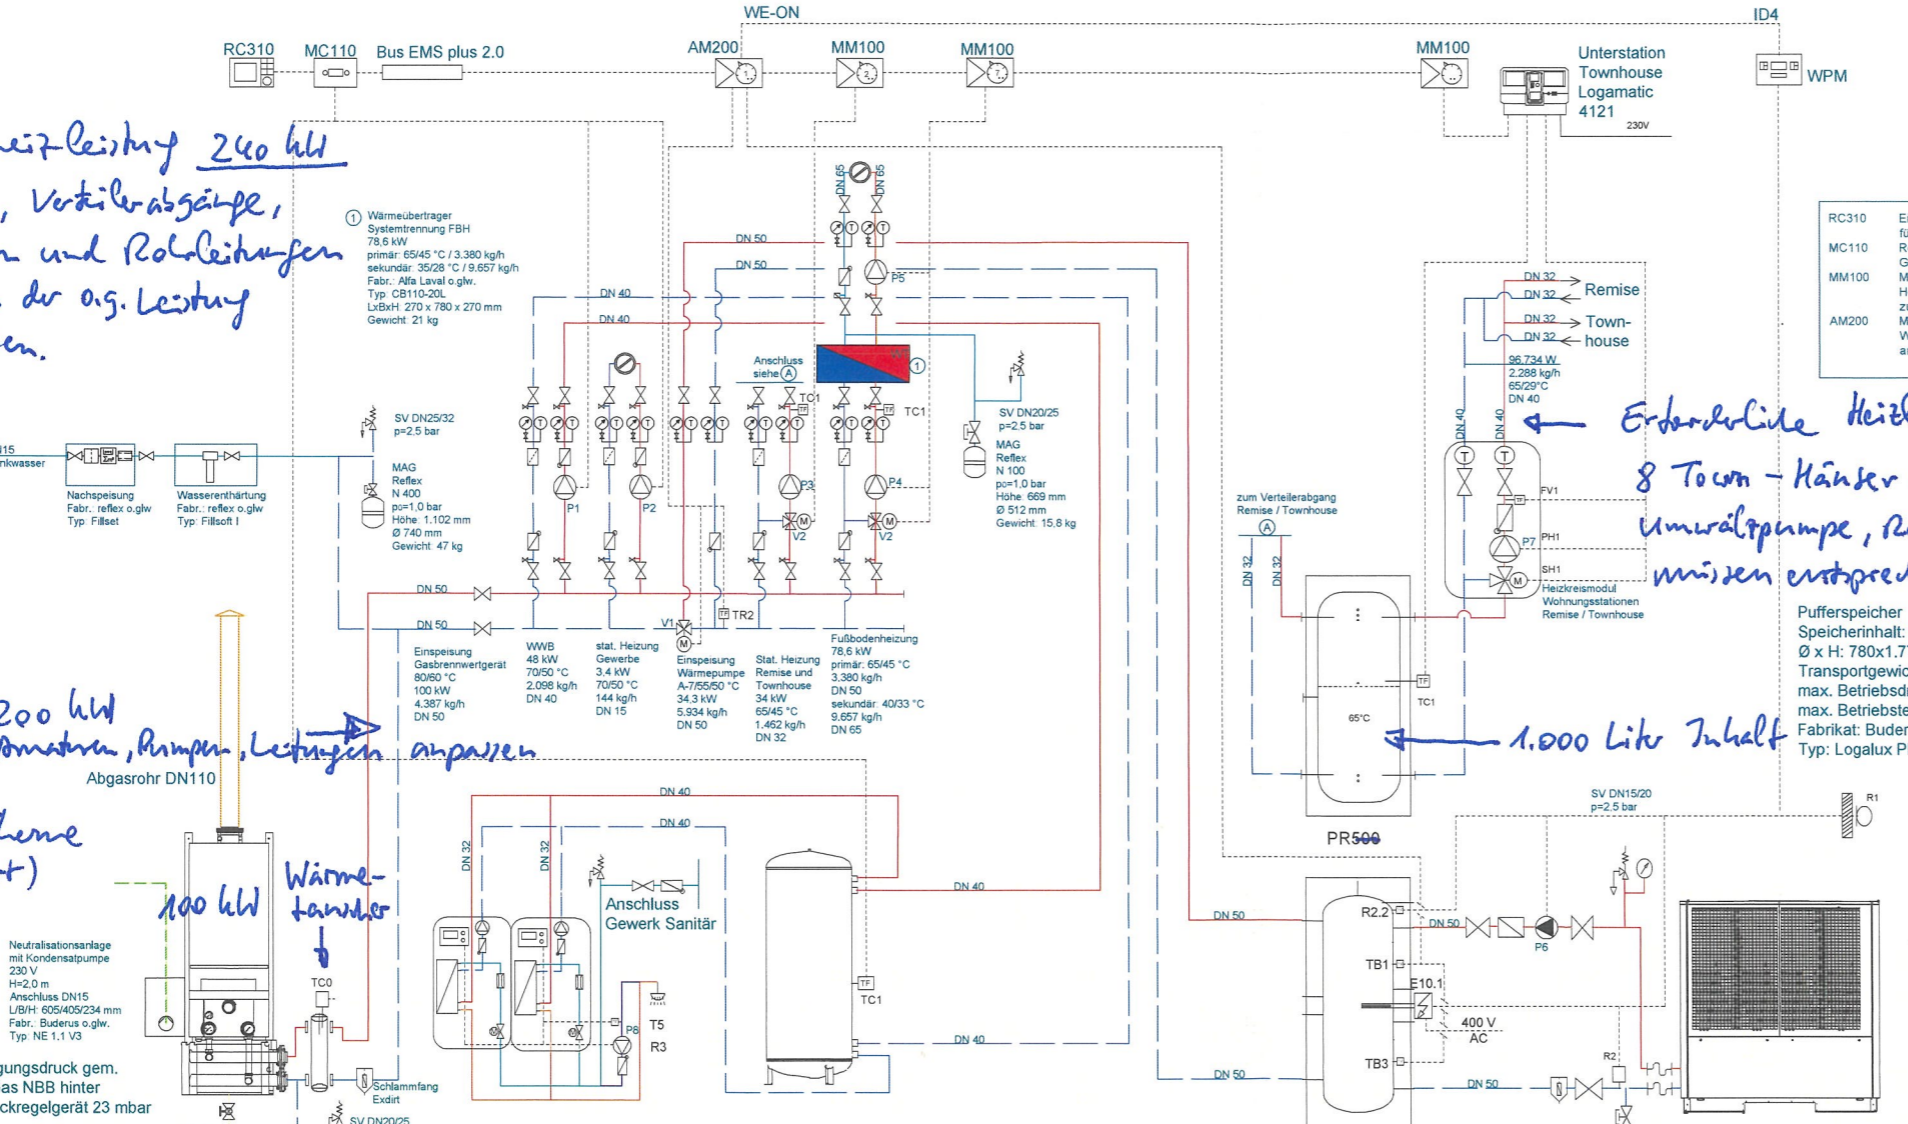 WE-ON
ID4
RC310
MC110
Bus EMS plus 2.0
AM200
MM100
MM100
MM100
Unterstation
Townhouse
Logamatic
4121
230V
WPM
leistung 240 kW
, Verteilerabgänge,
und Rohrleitungen
der o.g. Leistung
1
Wärmeübertrager
Systemtrennung FBH
78,6 kW
primär: 65/45 °C / 3.380 kg/h
sekundär: 35/28 °C / 9.657 kg/h
Fabr.: Alfa Laval o.glw.
Typ: CB110-20L
LxBxH: 270 x 780 x 270 mm
Gewicht: 21 kg
DN 65
DN 65
DN 50
DN 50
DN 40
DN 40
P5
Anschluss
siehe A
1
TC1
TC1
RC310
MC110
MM100
AM200
DN 32
DN 32
Remise
DN 32
DN 32
Town-
house
96.734 W
2.288 kg/h
65/29°C
DN 40
DN 40
DN 40
Erforderliche
8 Town-Häuser
Umwälzpumpe,
müssen
SV DN25/32
p=2,5 bar
MAG
Reflex
N 400
po=1,0 bar
Höhe: 1.102 mm
Ø 740 mm
Gewicht: 47 kg
Nachspeisung
Fabr.: reflex o.glw
Typ: Fillset
Wasserenthärtung
Fabr.: reflex o.glw
Typ: Fillsoft I
P1
P2
P3
P4
V2
V2
SV DN20/25
p=2,5 bar
MAG
Reflex
N 100
po=1,0 bar
Höhe: 669 mm
Ø 512 mm
Gewicht: 15,8 kg
zum Verteilerabgang
Remise / Townhouse
A
DN 32
DN 32
FV1
P7
PH1
SH1
Heizkreismodul
Wohnungsstationen
Remise / Townhouse
DN 50
DN 50
V1
TR2
Einspeisung
Gasbrennwertgerät
80/60 °C
100 kW
4.387 kg/h
DN 50
WWB
48 kW
70/50 °C
2.098 kg/h
DN 40
stat. Heizung
Gewerbe
3,4 kW
70/50 °C
144 kg/h
DN 15
Einspeisung
Wärmepumpe
A-7/55/50 °C
34,3 kW
5.934 kg/h
DN 50
Stat. Heizung
Remise und
Townhouse
34 kW
65/45 °C
1.462 kg/h
DN 32
Fußbodenheizung
78,6 kW
primär: 65/45 °C
3.380 kg/h
DN 50
sekundär: 40/33 °C
9.657 kg/h
DN 65
65°C
TC1
PR500
1.000 Liter Inhalt
Pufferspeicher
Speicherinhalt:
Fabrikat:
Typ: Logalux
200 kW
Armaturen, Pumpen, Leitungen anpassen
Abgasrohr DN110
100 kW
Wärme-
tauscher
TC0
Neutralisationsanlage
mit Kondensatpumpe
230 V
H=2,0 m
Anschluss DN15
L/B/H: 605/405/234 mm
Fabr.: Buderus o.glw.
Typ: NE 1,1 V3
gem.
NBB hinter
23 mbar
Schlammfang
Exdirt
SV DN20/25
DN 40
DN 40
DN 32
DN 32
Anschluss
Gewerk Sanitär
P8
T5
R3
TC1
DN 40
DN 40
DN 50
DN 50
SV DN15/20
p=2,5 bar
R1
R2.2
DN 50
P6
TB1
E10.1
400 V
AC
TB3
R2
DN 50